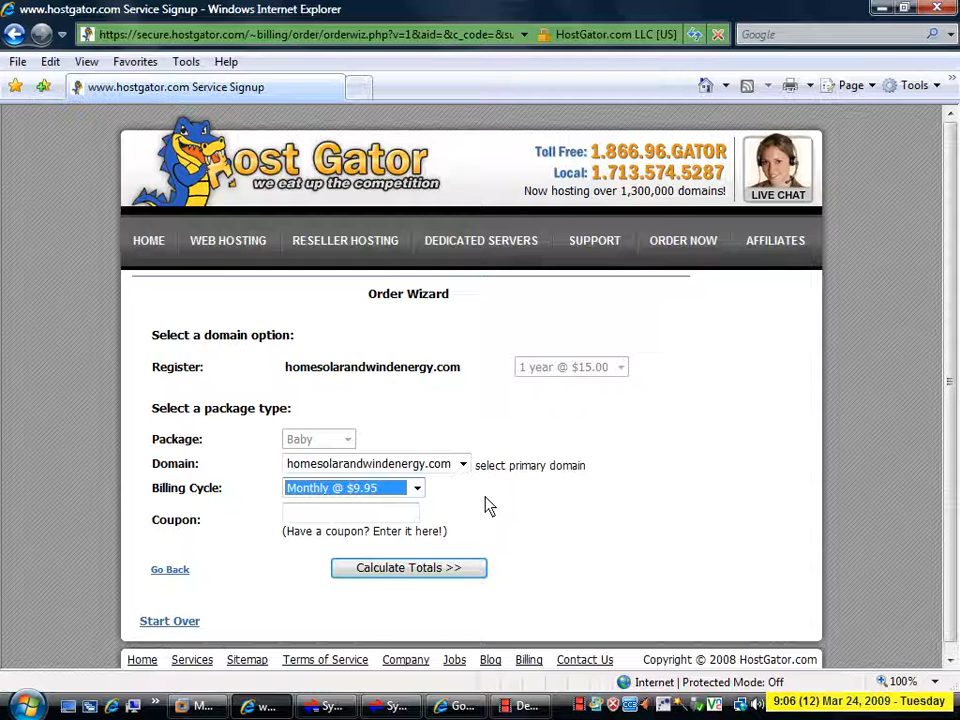 www.hostgator.com Service Signup - Windows Internet Explorer
https://secure.hostgator.com/~billing/order/orderwiz.php?v=1&aid=&c_code=&su
HostGator.com LLC [US]
Google
File Edit View Favorites Tools Help
www.hostgator.com Service Signup
Page Tools
Host Gator
we eat up the competition
Toll Free: 1.866.96.GATOR
Local: 1.713.574.5287
Now hosting over 1,300,000 domains!
LIVE CHAT
HOME WEB HOSTING RESELLER HOSTING DEDICATED SERVERS SUPPORT ORDER NOW AFFILIATES
Order Wizard
Select a domain option:
Register: homesolarandwindenergy.com 1 year @ $15.00
Select a package type:
Package: Baby
Domain: homesolarandwindenergy.com select primary domain
Billing Cycle: Monthly @ $9.95
Coupon:
(Have a coupon? Enter it here!)
Go Back Calculate Totals >>
Start Over
Home Services Sitemap Terms of Service Company Jobs Blog Billing Contact Us Copyright © 2008 HostGator.com
Internet | Protected Mode: Off 100%
M... w... Sy... Sy... Go... De... 9:06 (12) Mar 24, 2009 - Tuesday